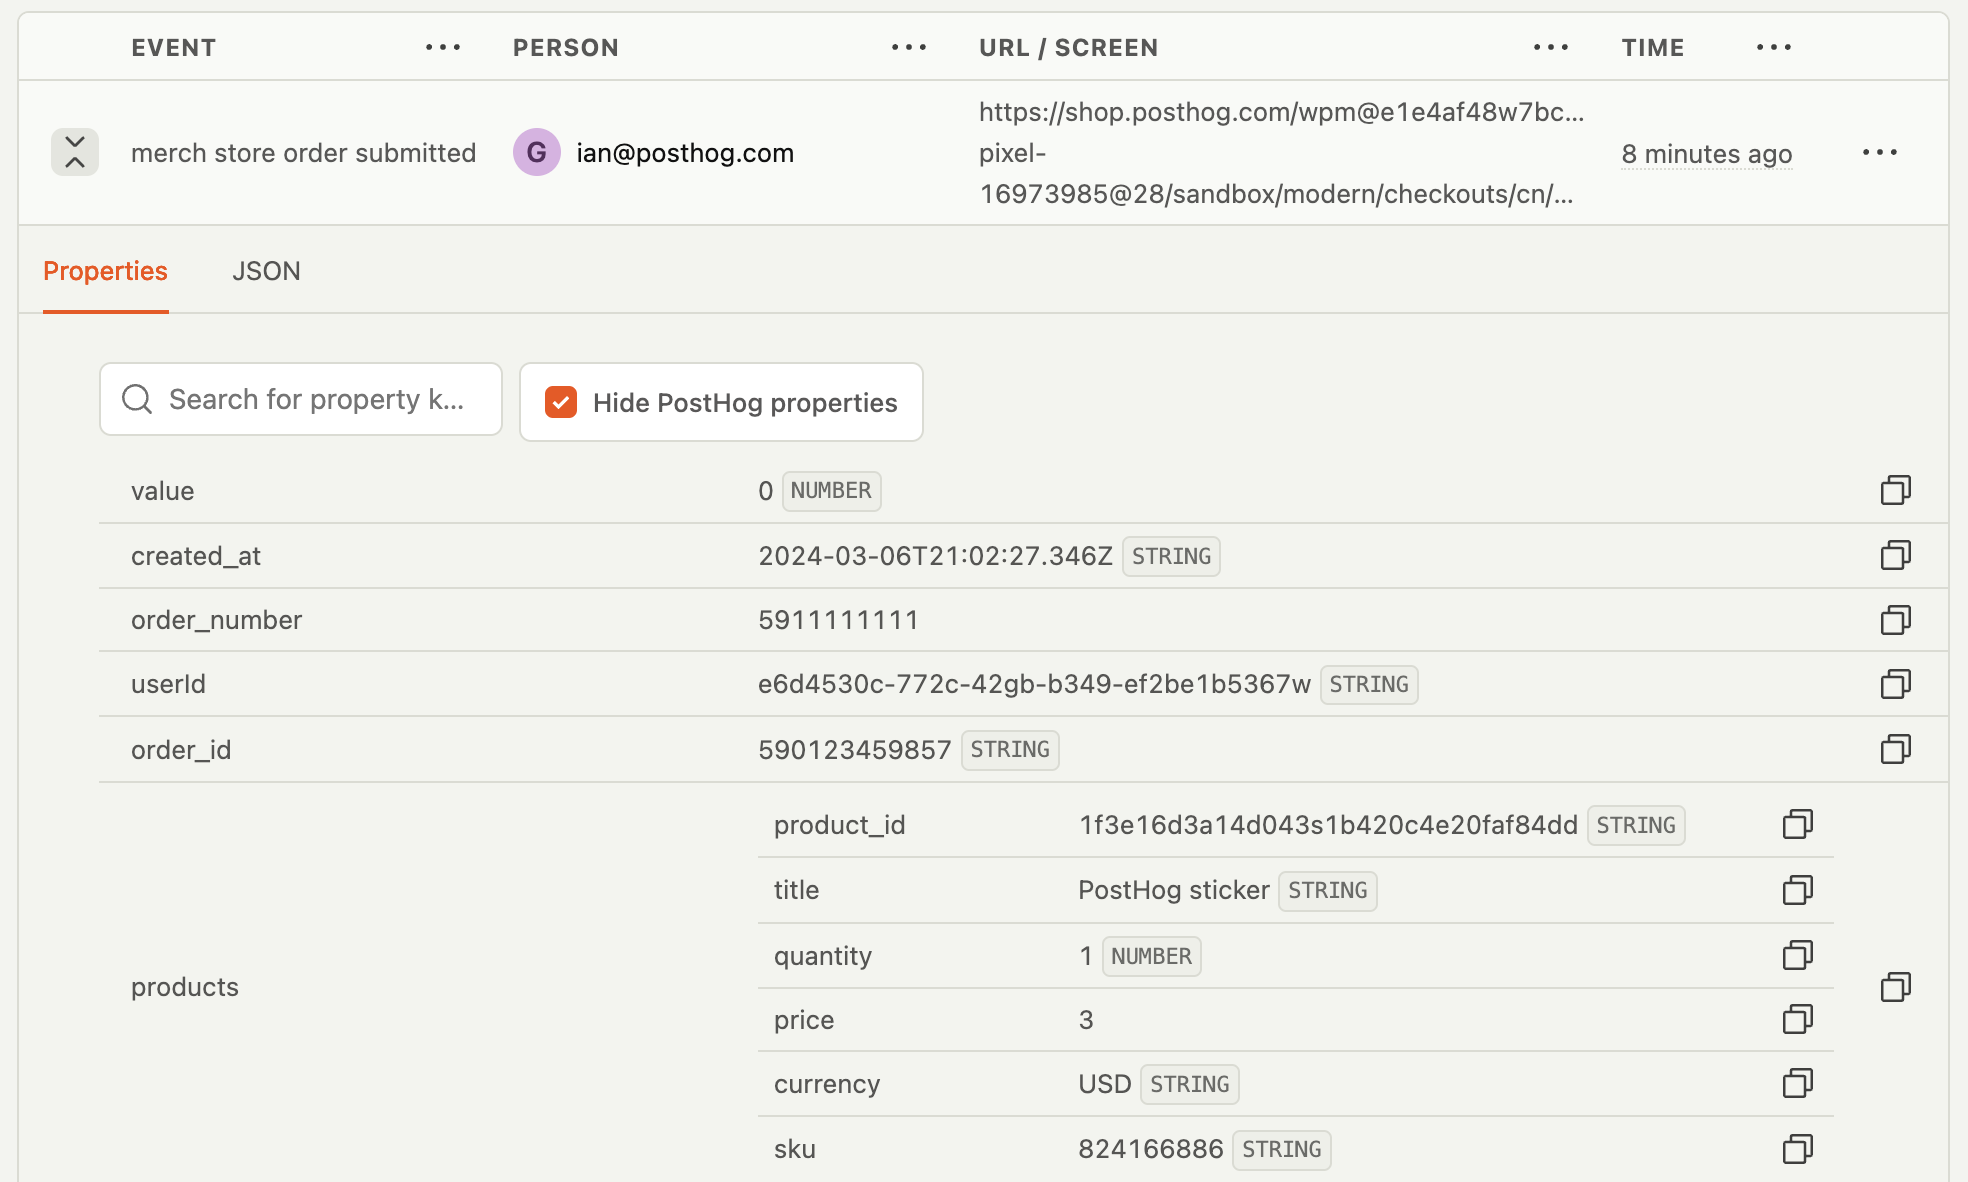 EVENT ••• PERSON ••• URL / SCREEN ••• TIME •••
merch store order submitted G ian@posthog.com https://shop.posthog.com/wpm@e1e4af48w7bc...
pixel-
16973985@28/sandbox/modern/checkouts/cn/...
8 minutes ago •••
Properties JSON
Search for property k...
Hide PostHog properties
value 0 NUMBER
created_at 2024-03-06T21:02:27.346Z STRING
order_number 5911111111
userId e6d4530c-772c-42gb-b349-ef2be1b5367w STRING
order_id 590123459857 STRING
products
product_id 1f3e16d3a14d043s1b420c4e20faf84dd STRING
title PostHog sticker STRING
quantity 1 NUMBER
price 3
currency USD STRING
sku 824166886 STRING